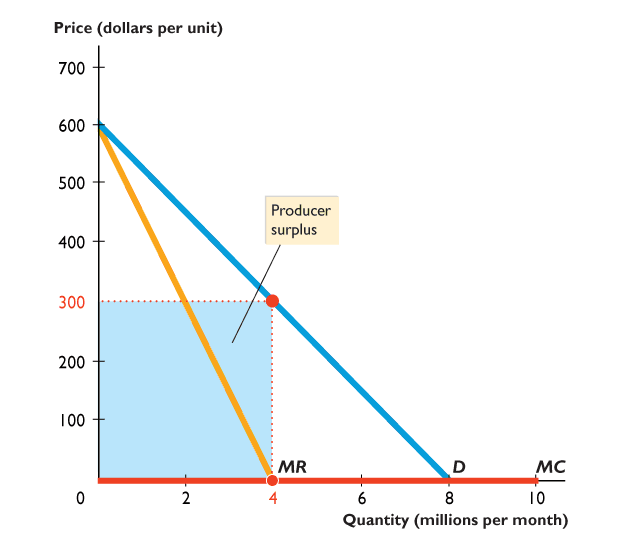 Price (dollars per unit)
700
600
500
400
300
200
100
Producer
surplus
MR
D
MC
0
2
4
6
8
10
Quantity (millions per month)